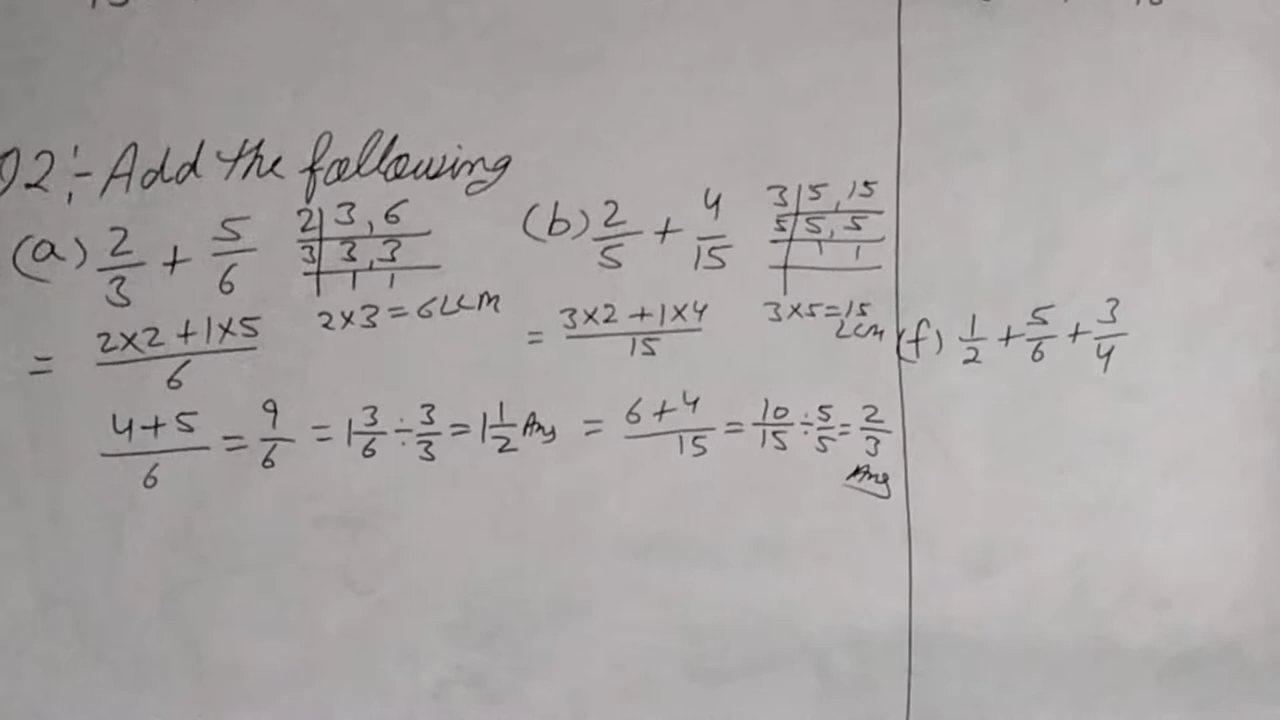 Q2:- Add the following
(a) 2/3 + 5/6
2 | 3, 6
3 | 3, 3
1 1
2×3=6 LCM
= 2×2+1×5/6
4+5/6 = 9/6 = 1 3/6 ÷ 3/3 = 1 1/2 Ans
(b) 2/5 + 4/15
3 | 5, 15
5 | 5, 5
1 1
3×5=15
LCM
= 3×2+1×4/15
= 6+4/15 = 10/15 ÷ 5/5 = 2/3
Ans
(f) 1/2 + 5/6 + 3/4